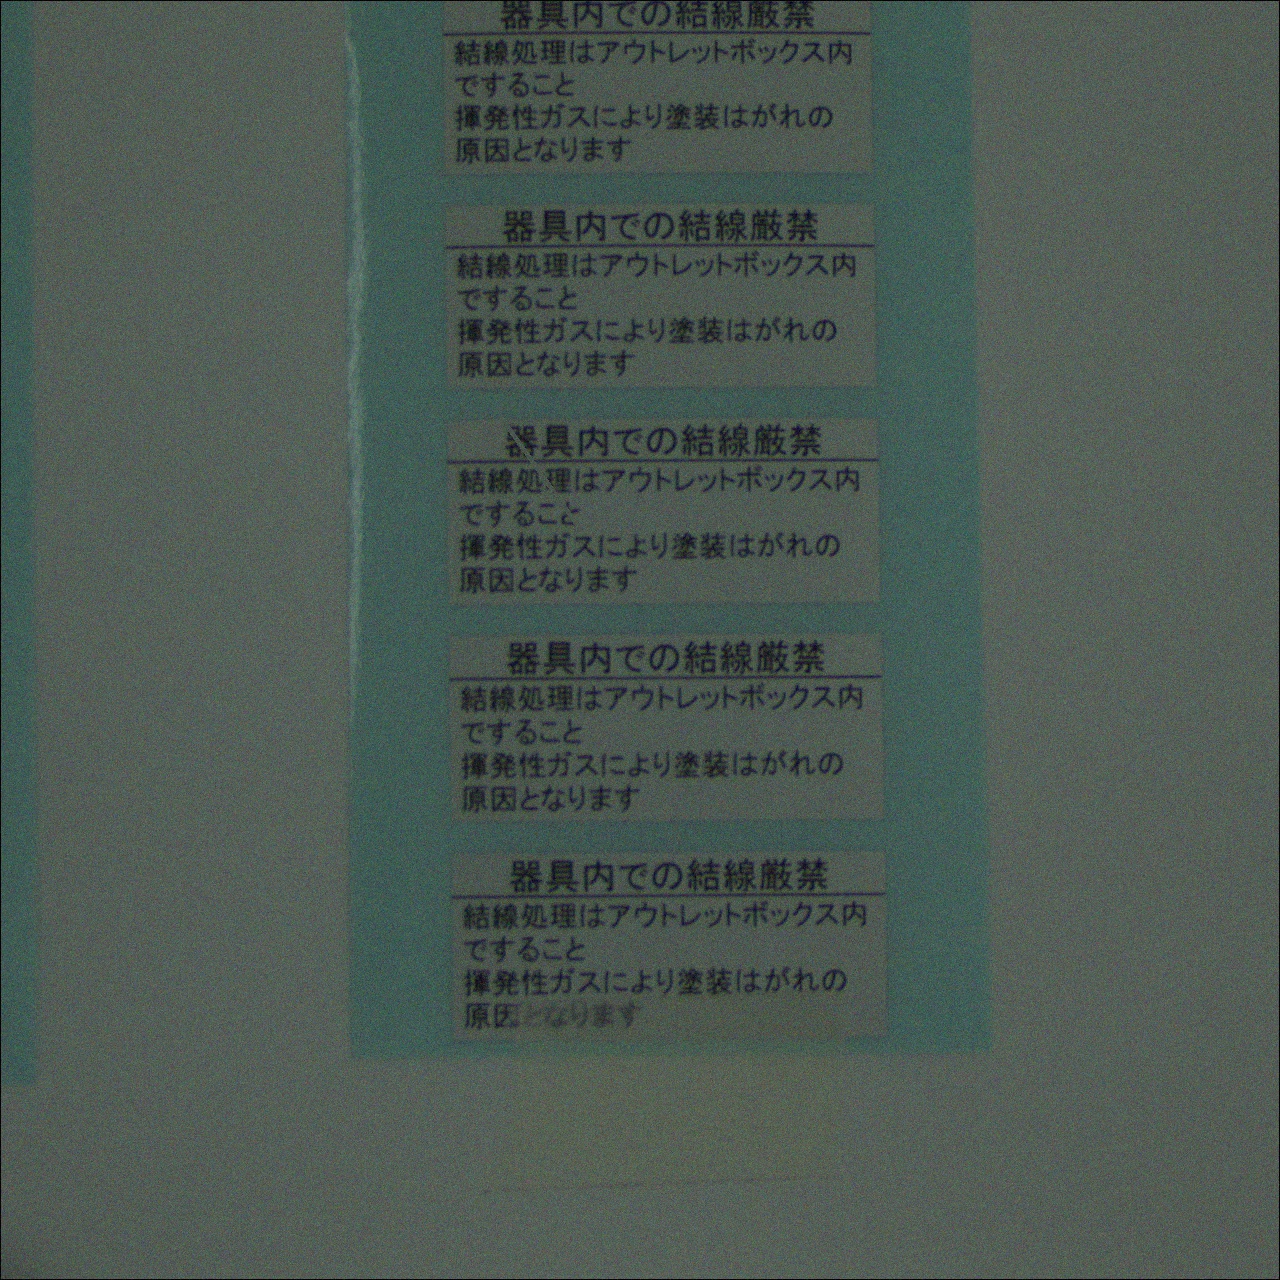 器具内での結線厳禁
結線処理はアウトレットボックス内
ですること
揮発性ガスにより塗装はがれの
原因となります
器具内での結線厳禁
結線処理はアウトレットボックス内
ですること
揮発性ガスにより塗装はがれの
原因となります
器具内での結線厳禁
結線処理はアウトレットボックス内
ですること
揮発性ガスにより塗装はがれの
原因となります
器具内での結線厳禁
結線処理はアウトレットボックス内
ですること
揮発性ガスにより塗装はがれの
原因となります
器具内での結線厳禁
結線処理はアウトレットボックス内
ですること
揮発性ガスにより塗装はがれの
原因となります